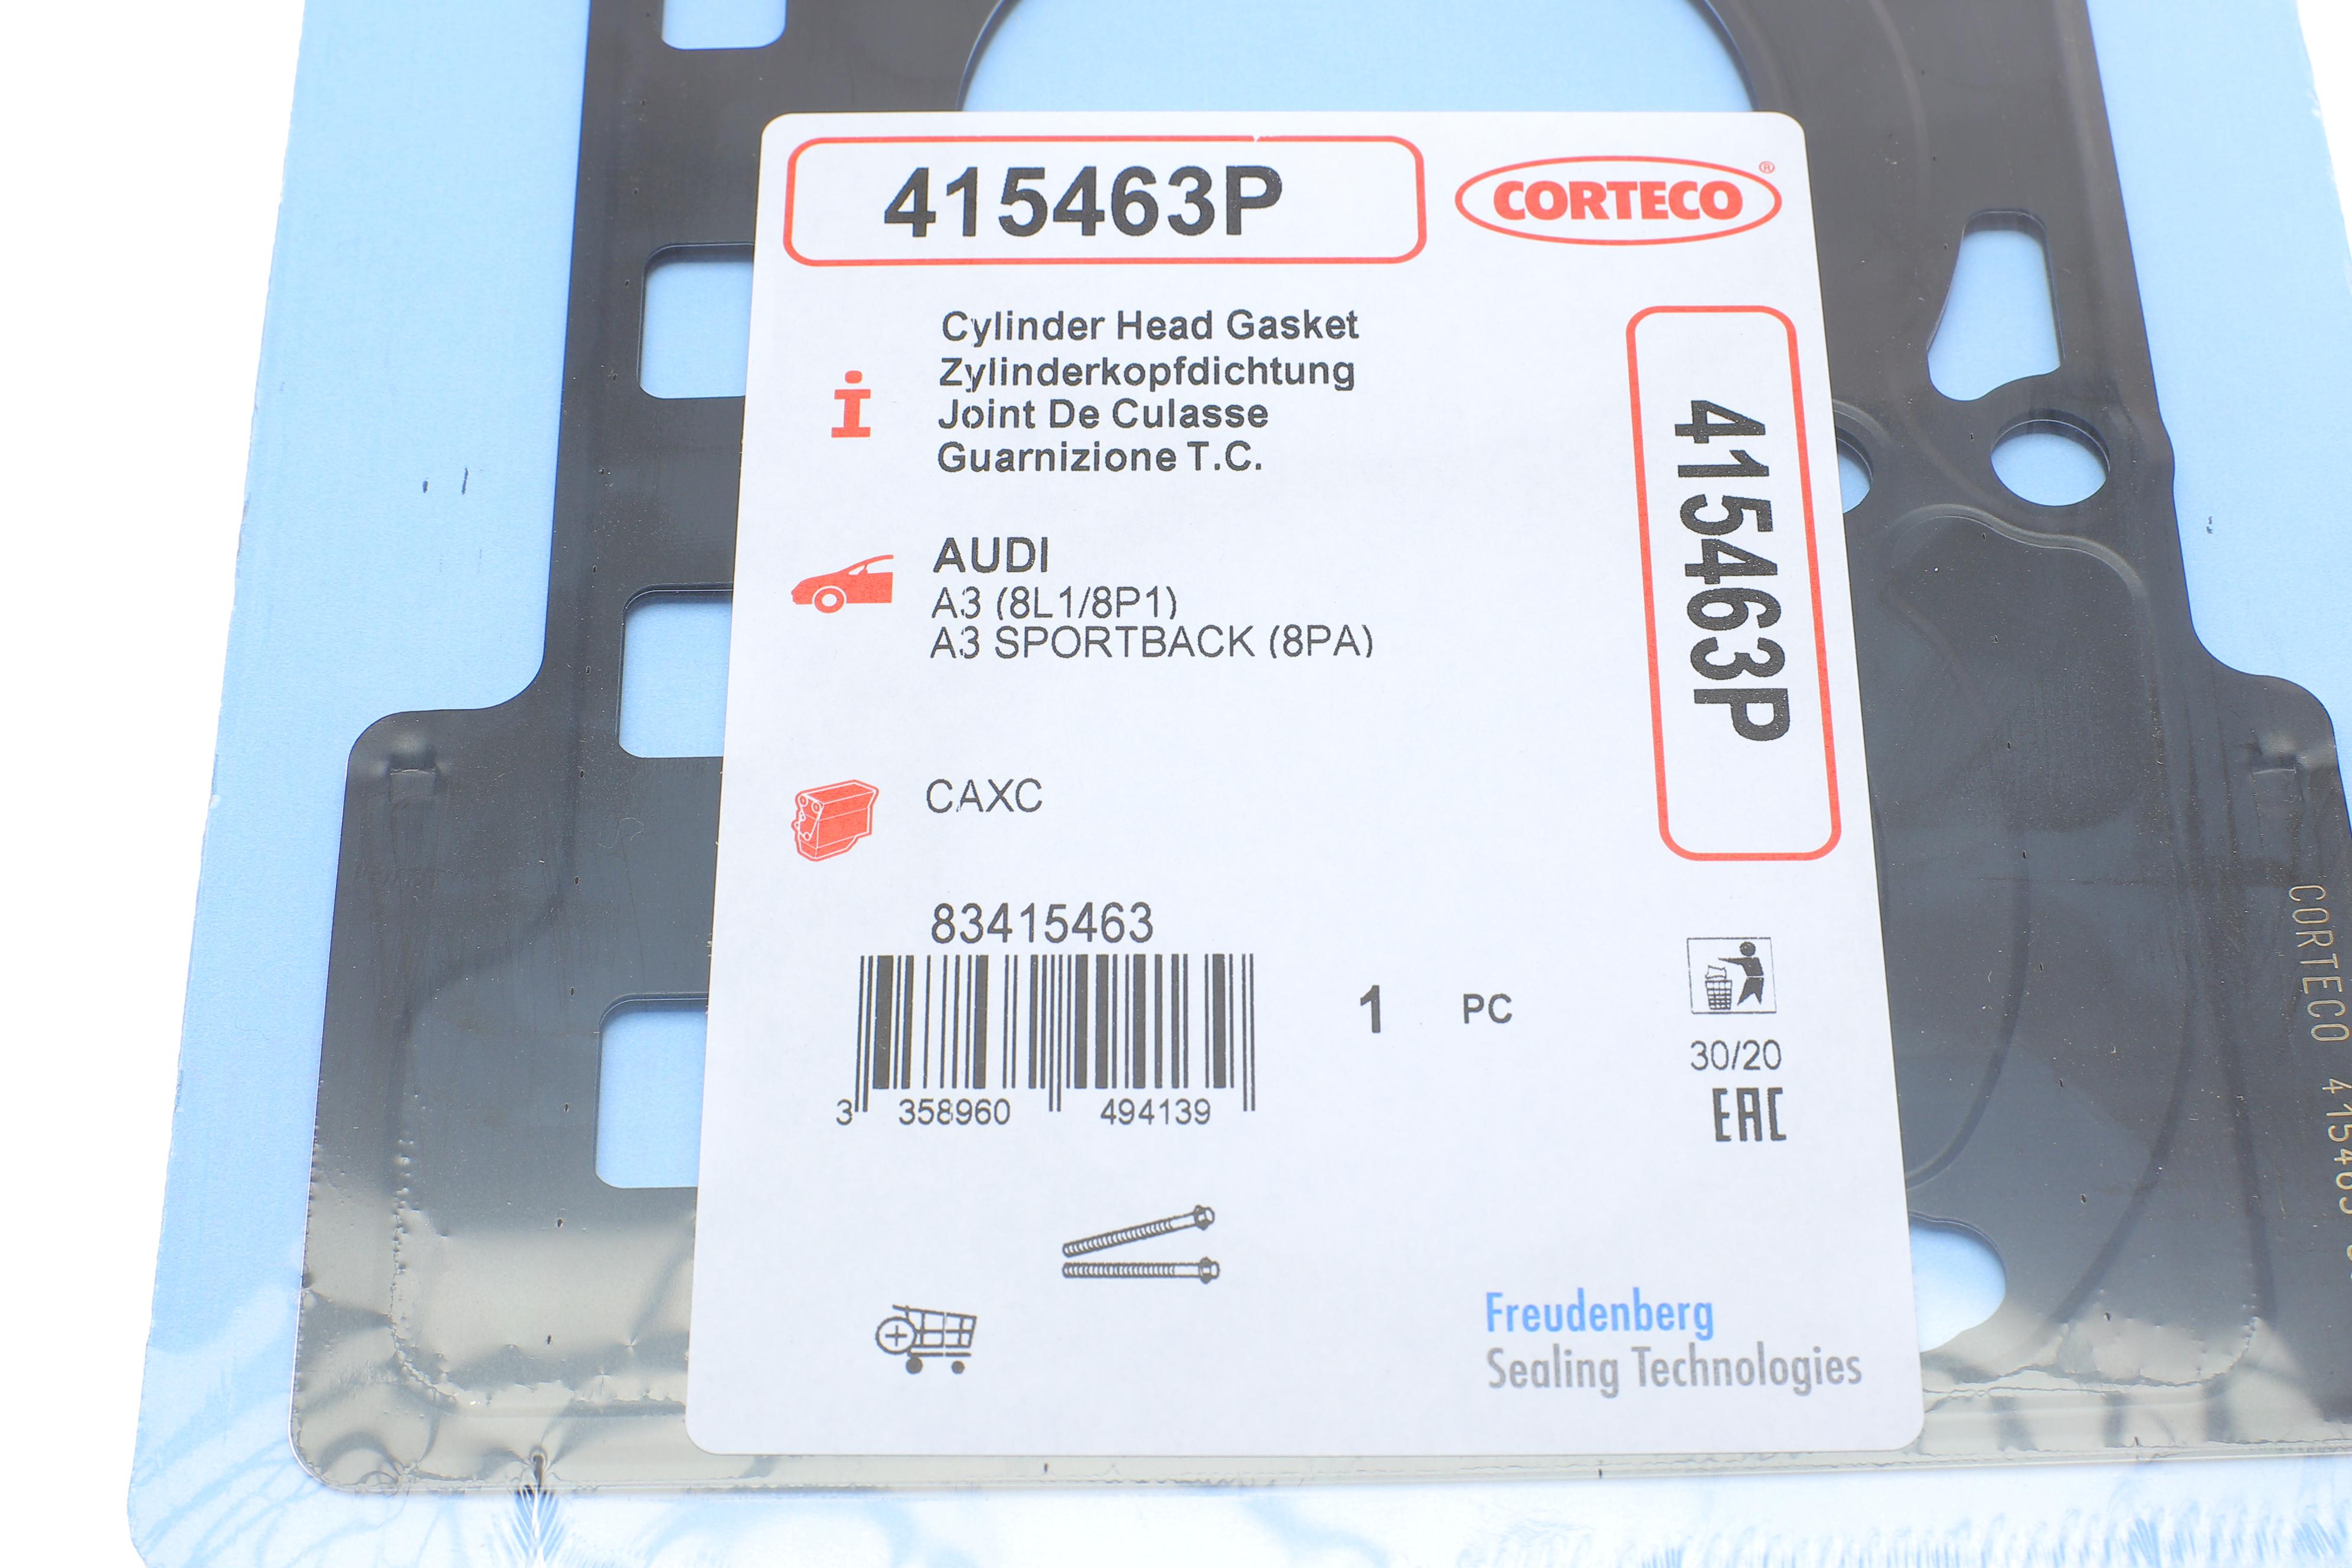 415463P
CORTECO®
Cylinder Head Gasket
Zylinderkopfdichtung
Joint De Culasse
Guarnizione T.C.
415463P
AUDI
A3 (8L1/8P1)
A3 SPORTBACK (8PA)
CAXC
83415463
3 358960 494139
1 PC
30/20
EAC
Freudenberg
Sealing Technologies
CORTECO 415463